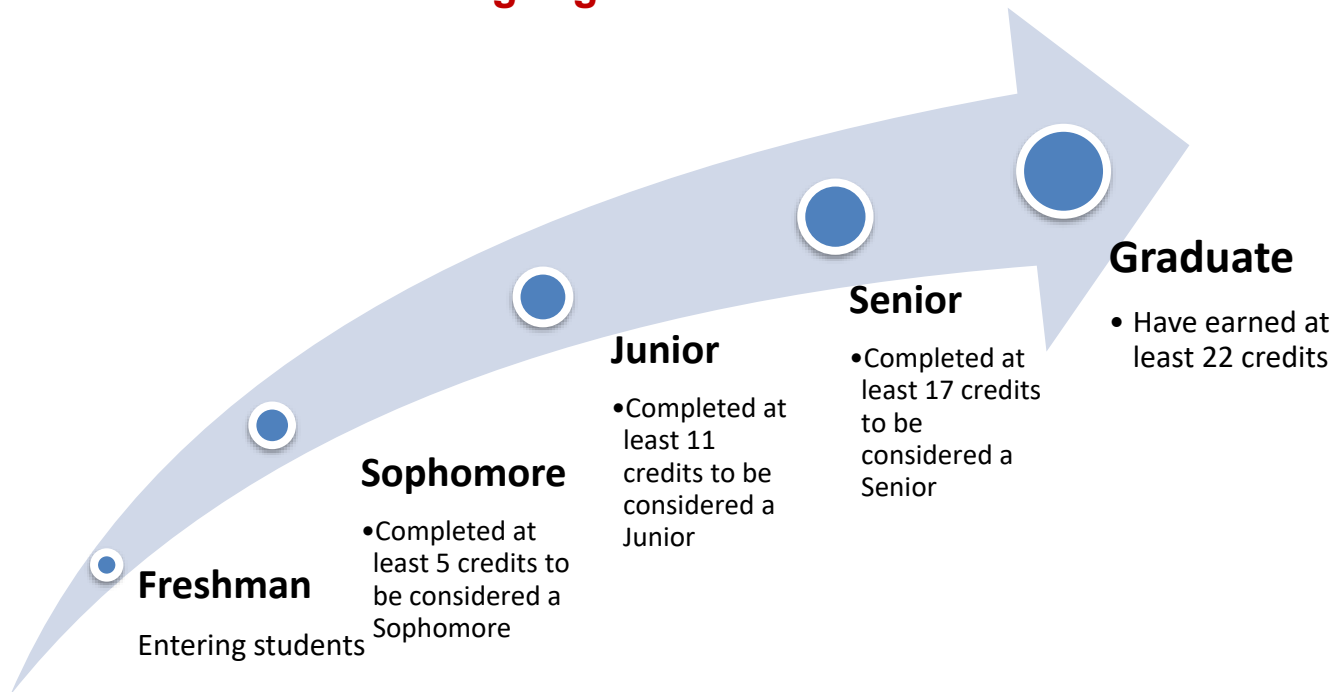 Freshman
Entering students
Sophomore
•Completed at
least 5 credits to
be considered a
Sophomore
Junior
•Completed at
least 11
credits to be
considered a
Junior
Senior
•Completed at
least 17 credits
to be
considered a
Senior
Graduate
• Have earned at
least 22 credits